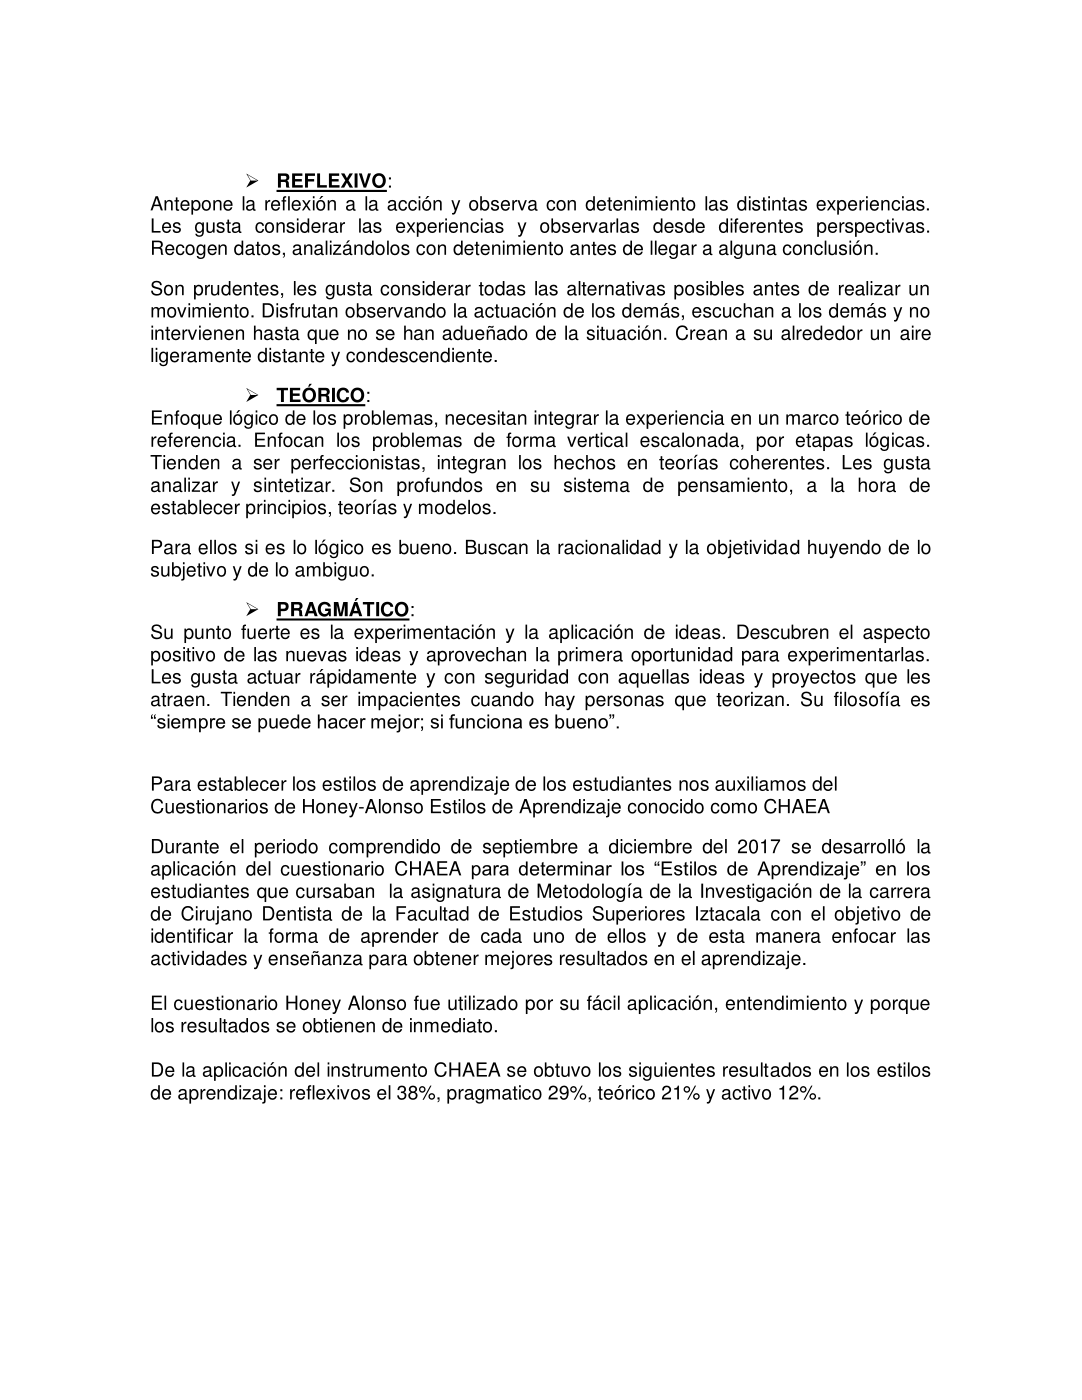 ➢ REFLEXIVO:
Antepone la reflexión a la acción y observa con detenimiento las distintas experiencias.
Les gusta considerar las experiencias y observarlas desde diferentes perspectivas.
Recogen datos, analizándolos con detenimiento antes de llegar a alguna conclusión.
Son prudentes, les gusta considerar todas las alternativas posibles antes de realizar un
movimiento. Disfrutan observando la actuación de los demás, escuchan a los demás y no
intervienen hasta que no se han adueñado de la situación. Crean a su alrededor un aire
ligeramente distante y condescendiente.
➢ TEÓRICO:
Enfoque lógico de los problemas, necesitan integrar la experiencia en un marco teórico de
referencia. Enfocan los problemas de forma vertical escalonada, por etapas lógicas.
Tienden a ser perfeccionistas, integran los hechos en teorías coherentes. Les gusta
analizar y sintetizar. Son profundos en su sistema de pensamiento, a la hora de
establecer principios, teorías y modelos.
Para ellos si es lo lógico es bueno. Buscan la racionalidad y la objetividad huyendo de lo
subjetivo y de lo ambiguo.
➢ PRAGMÁTICO:
Su punto fuerte es la experimentación y la aplicación de ideas. Descubren el aspecto
positivo de las nuevas ideas y aprovechan la primera oportunidad para experimentarlas.
Les gusta actuar rápidamente y con seguridad con aquellas ideas y proyectos que les
atraen. Tienden a ser impacientes cuando hay personas que teorizan. Su filosofía es
“siempre se puede hacer mejor; si funciona es bueno”.
Para establecer los estilos de aprendizaje de los estudiantes nos auxiliamos del
Cuestionarios de Honey-Alonso Estilos de Aprendizaje conocido como CHAEA
Durante el periodo comprendido de septiembre a diciembre del 2017 se desarrolló la
aplicación del cuestionario CHAEA para determinar los “Estilos de Aprendizaje” en los
estudiantes que cursaban  la asignatura de Metodología de la Investigación de la carrera
de Cirujano Dentista de la Facultad de Estudios Superiores Iztacala con el objetivo de
identificar la forma de aprender de cada uno de ellos y de esta manera enfocar las
actividades y enseñanza para obtener mejores resultados en el aprendizaje.
El cuestionario Honey Alonso fue utilizado por su fácil aplicación, entendimiento y porque
los resultados se obtienen de inmediato.
De la aplicación del instrumento CHAEA se obtuvo los siguientes resultados en los estilos
de aprendizaje: reflexivos el 38%, pragmatico 29%, teórico 21% y activo 12%.